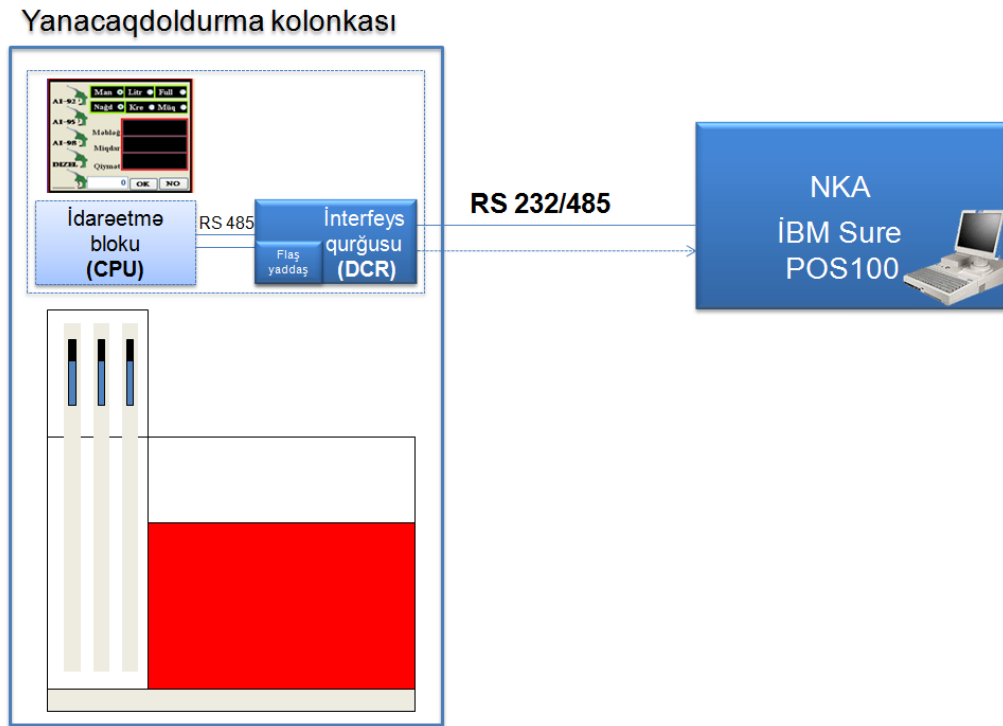 Yanacaqdoldurma kolonkası
Man Litr Full
Nağd Kre Müq
AI-92
AI-95
AI-98
DIZEL
Məbləğ
Miqdar
Qiymət
0 OK NO
İdarəetmə
bloku
(CPU)
RS 485
İnterfeys
qurğusu
(DCR)
Flaş
yaddaş
RS 232/485
NKA
İBM Sure
POS100